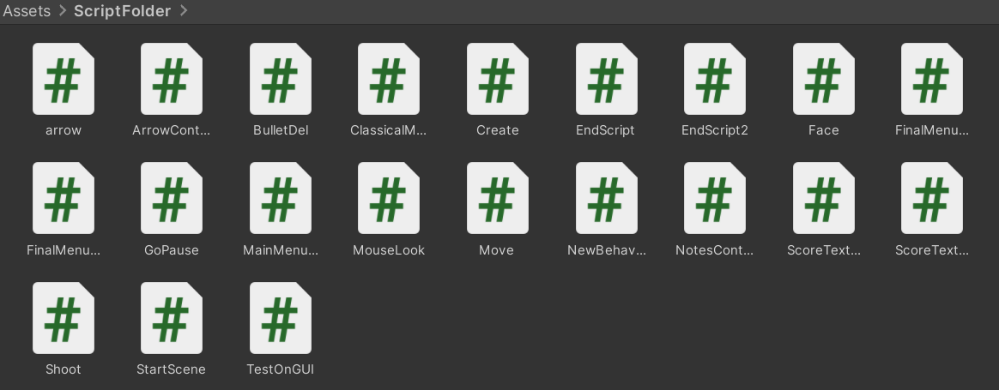 Assets > ScriptFolder >
arrow ArrowCont... BulletDel ClassicalM... Create EndScript EndScript2 Face FinalMenu...
FinalMenu... GoPause MainMenu... MouseLook Move NewBehav... NotesCont... ScoreText... ScoreText...
Shoot StartScene TestOnGUI